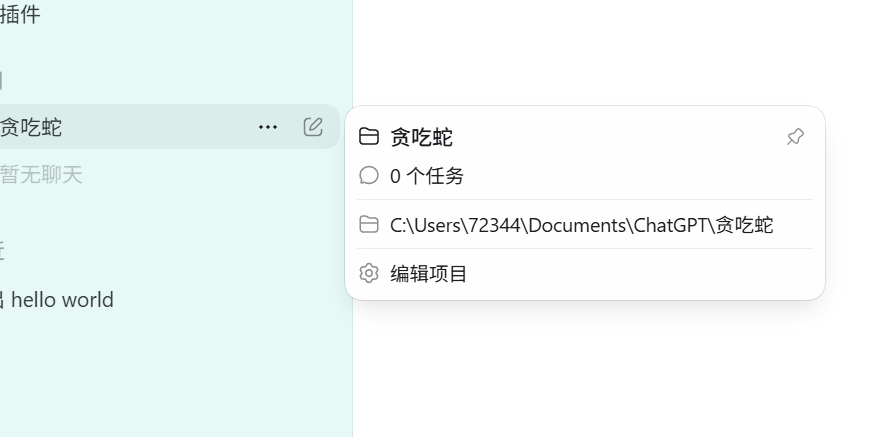 插件
贪吃蛇
暂无聊天
hello world
贪吃蛇
0 个任务
C:\Users\72344\Documents\ChatGPT\贪吃蛇
编辑项目